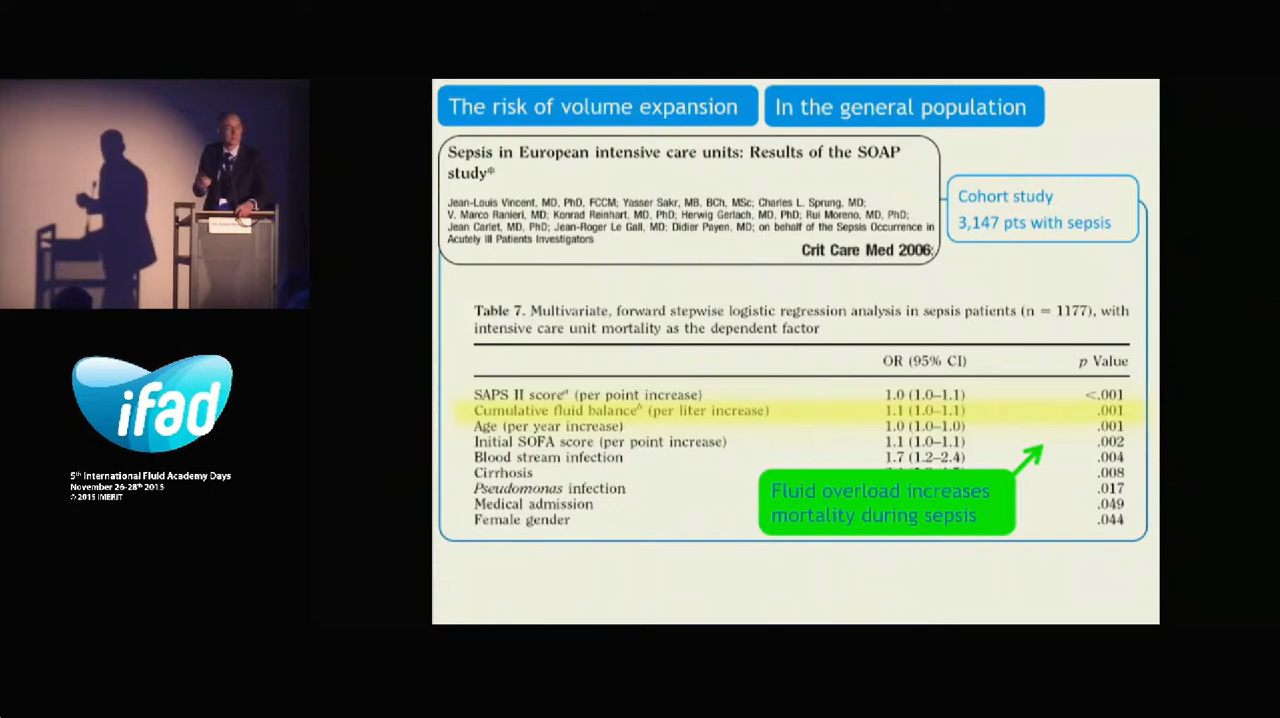 The risk of volume expansion
In the general population
Sepsis in European intensive care units: Results of the SOAP
study*
Jean-Louis Vincent, MD, PhD, FCCM; Yasser Sakr, MB, BCh, MSc; Charles L. Sprung, MD;
V. Marco Ranieri, MD; Konrad Reinhart, MD, PhD; Herwig Gerlach, MD, PhD; Rui Moreno, MD, PhD;
Jean Carlet, MD, PhD; Jean-Roger Le Gall, MD; Didier Payen, MD; on behalf of the Sepsis Occurrence in
Acutely Ill Patients Investigators
Crit Care Med 2006;
Cohort study
3,147 pts with sepsis
Table 7. Multivariate, forward stepwise logistic regression analysis in sepsis patients (n = 1177), with
intensive care unit mortality as the dependent factor
OR (95% CI) p Value
SAPS II scoreª (per point increase) 1.0 (1.0–1.1) <.001
Cumulative fluid balanceᵇ (per liter increase) 1.1 (1.0–1.1) .001
Age (per year increase) 1.0 (1.0–1.0) .001
Initial SOFA score (per point increase) 1.1 (1.0–1.1) .002
Blood stream infection 1.7 (1.2–2.4) .004
Cirrhosis .008
Pseudomonas infection .017
Medical admission .049
Female gender .044
Fluid overload increases
mortality during sepsis
ifad
5th International Fluid Academy Days
November 26-28th 2015
© 2015 iMERiT